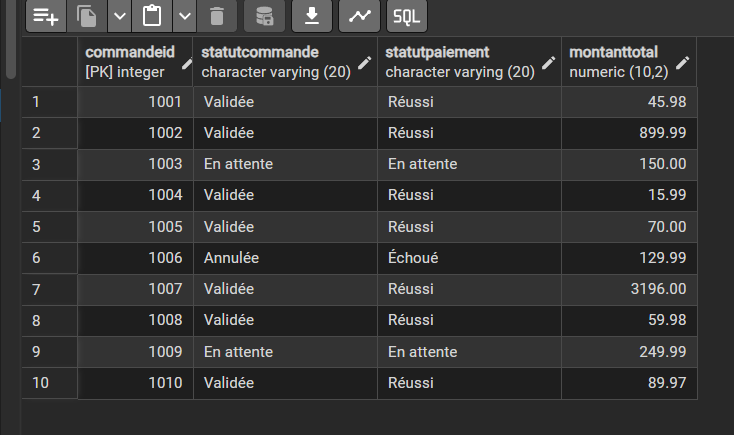 SQL
commandeid statutcommande statutpaiement montanttotal
[PK] integer character varying (20) character varying (20) numeric (10,2)
1 1001 Validée Réussi 45.98
2 1002 Validée Réussi 899.99
3 1003 En attente En attente 150.00
4 1004 Validée Réussi 15.99
5 1005 Validée Réussi 70.00
6 1006 Annulée Échoué 129.99
7 1007 Validée Réussi 3196.00
8 1008 Validée Réussi 59.98
9 1009 En attente En attente 249.99
10 1010 Validée Réussi 89.97